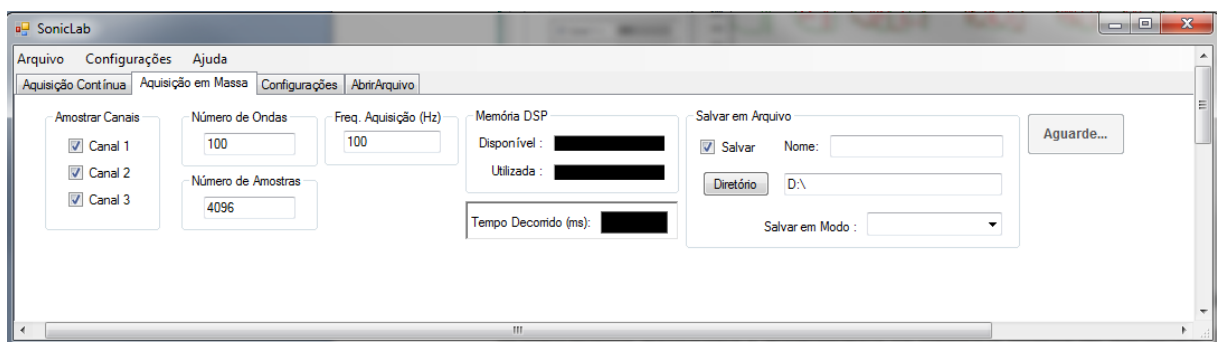 SonicLab
Arquivo Configurações Ajuda
Aquisição Contínua Aquisição em Massa Configurações AbrirArquivo
Amostrar Canais
Canal 1
Canal 2
Canal 3
Número de Ondas
100
Número de Amostras
4096
Freq. Aquisição (Hz)
100
Memória DSP
Disponível :
Utilizada :
Tempo Decorrido (ms):
Salvar em Arquivo
Salvar Nome:
Diretório D:\
Salvar em Modo :
Aguarde...